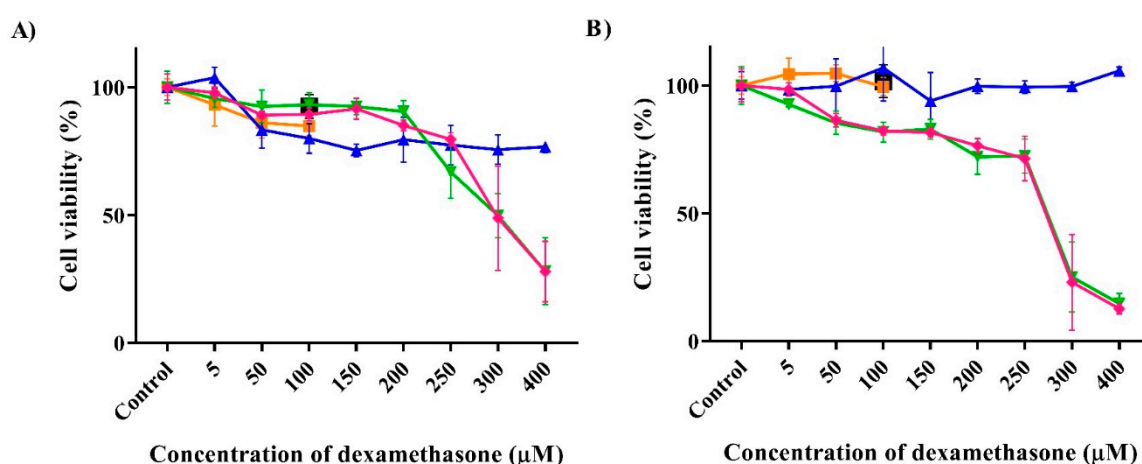 A)
Cell viability (%)
100
50
0
Control
5
50
100
150
200
250
300
400
Concentration of dexamethasone (μM)
B)
Cell viability (%)
100
50
0
Control
5
50
100
150
200
250
300
400
Concentration of dexamethasone (μM)